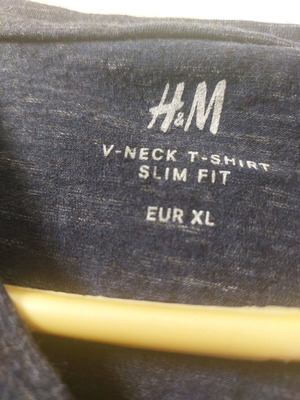 H&M
V-NECK T-SHIRT
SLIM FIT
EUR XL